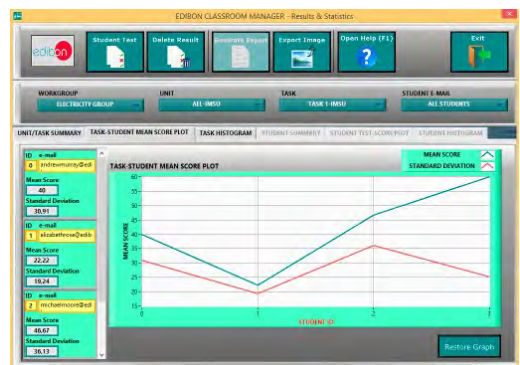 EDIBON CLASSROOM MANAGER - Results & Statistics
edibon
Student Test
Delete Result
Generate Report
Export Image
Open Help (F1)
Exit
WORKGROUP
UNIT
TASK
STUDENT E-MAIL
ELECTRICITY GROUP
AEL-IMSU
TASK 1-IMSU
ALL STUDENTS
UNIT/TASK SUMMARY
TASK-STUDENT MEAN SCORE PLOT
TASK HISTOGRAM
STUDENT SUMMARY
STUDENT TEST-SCORE PLOT
STUDENT HISTOGRAM
ID e-mail
0 andrewmurray@edi
Mean Score
40
Standard Deviation
30,91
ID e-mail
1 elizabethrose@edib
Mean Score
22,22
Standard Deviation
19,24
ID e-mail
2 michaelmoore@edi
Mean Score
46,67
Standard Deviation
36,13
TASK-STUDENT MEAN SCORE PLOT
MEAN SCORE
STANDARD DEVIATION
MEAN SCORE
60
55
50
45
40
35
30
25
20
15
0 1 2 3
STUDENT ID
Restore Graph